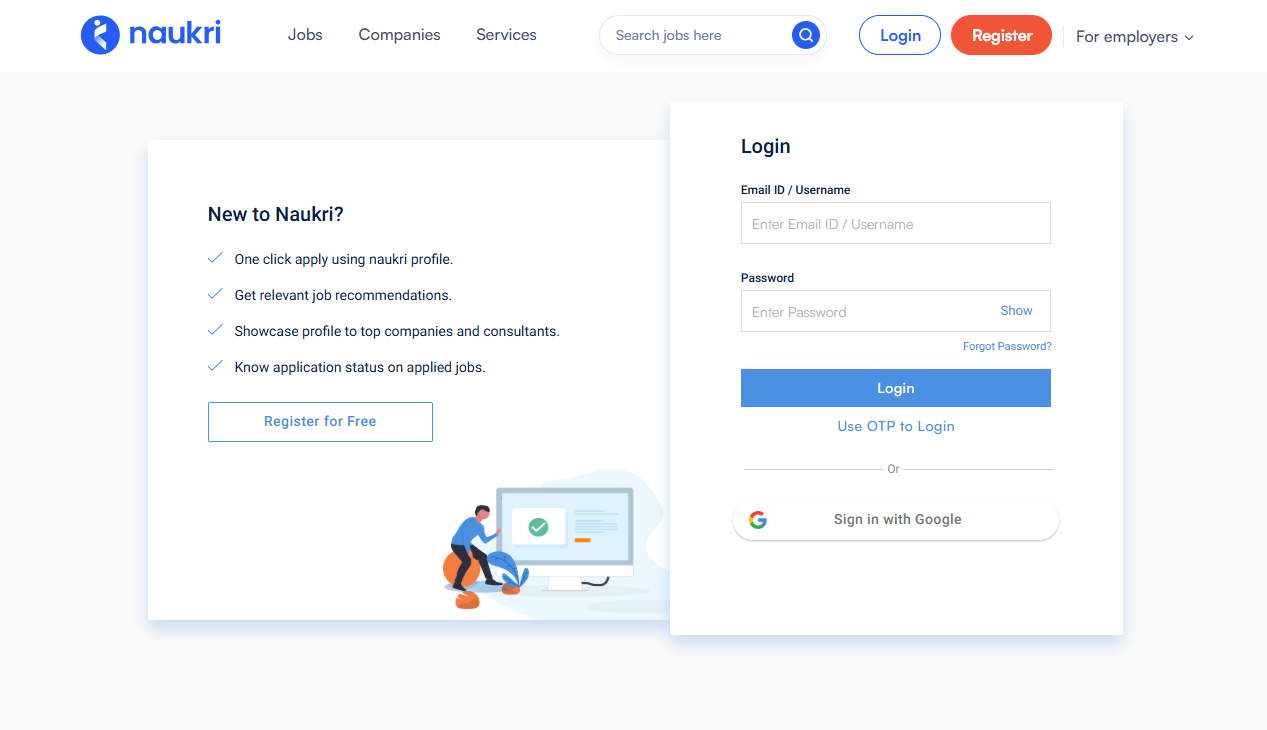 naukri
Jobs
Companies
Services
Search jobs here
Login
Register
For employers
New to Naukri?
One click apply using naukri profile.
Get relevant job recommendations.
Showcase profile to top companies and consultants.
Know application status on applied jobs.
Register for Free
Login
Email ID / Username
Enter Email ID / Username
Password
Enter Password
Show
Forgot Password?
Login
Use OTP to Login
Or
Sign in with Google